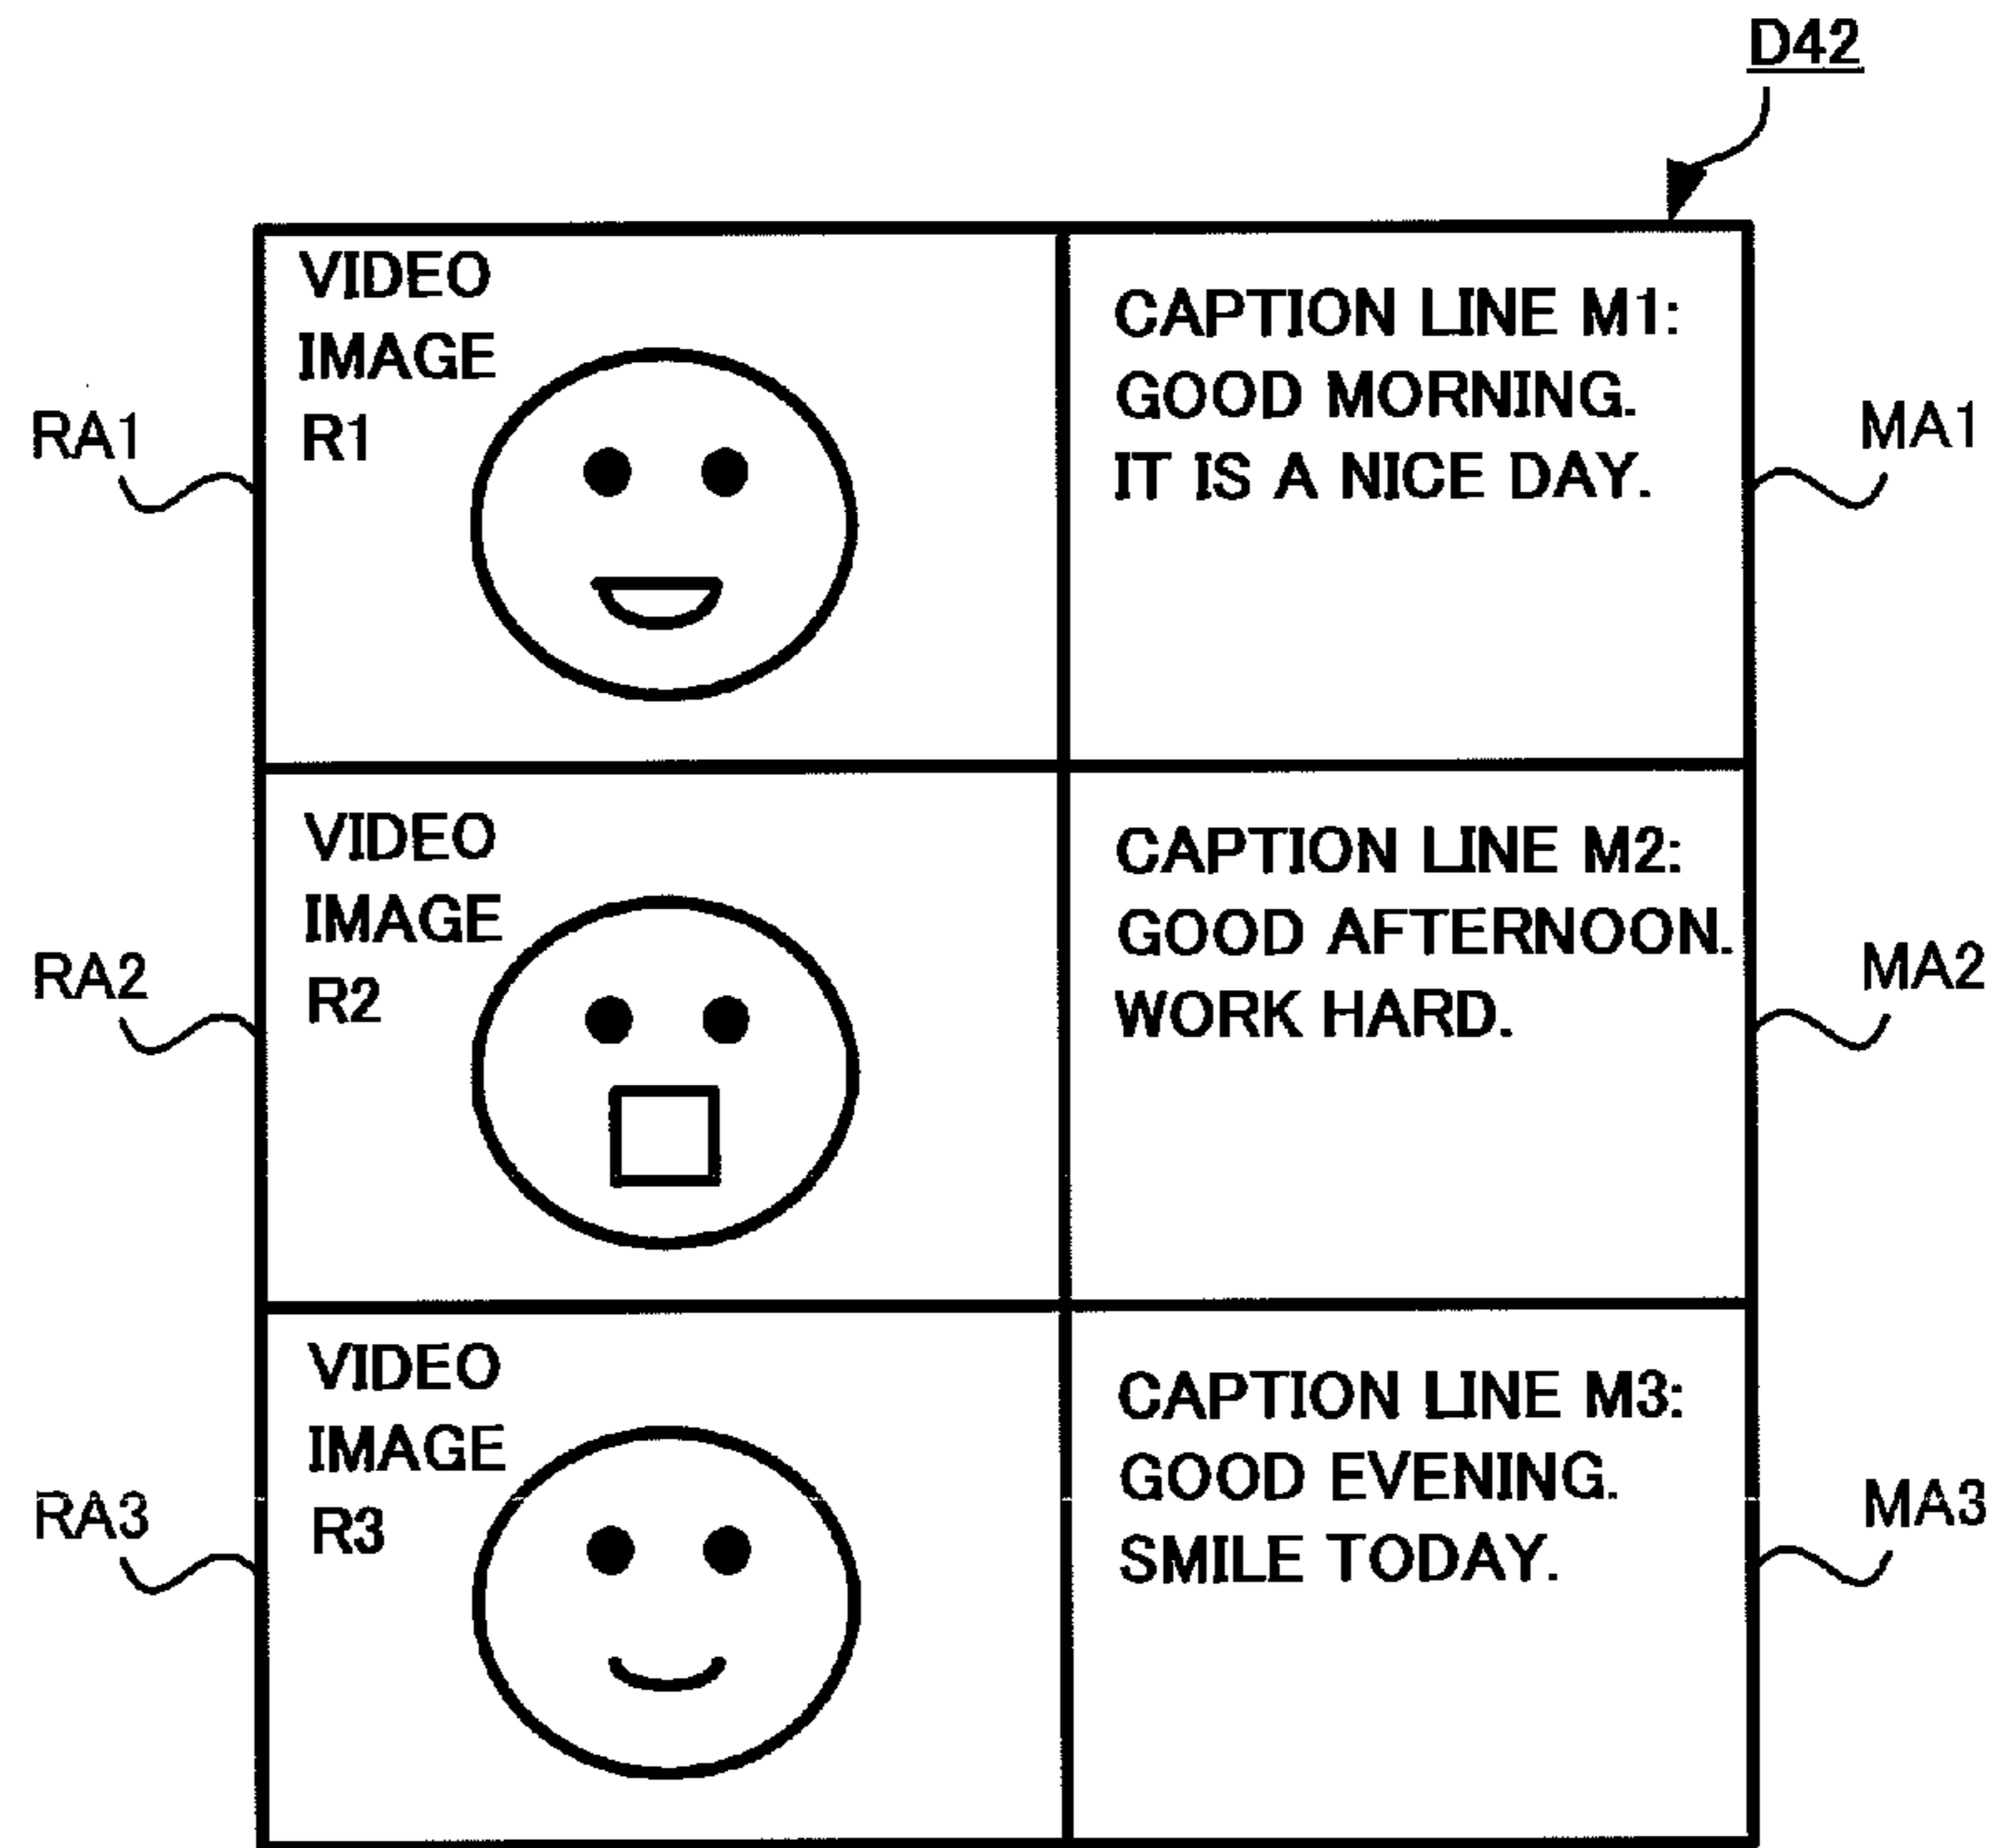 D42
VIDEO
IMAGE
R1
CAPTION LINE M1:
GOOD MORNING.
IT IS A NICE DAY.
RA1
MA1
VIDEO
IMAGE
R2
CAPTION LINE M2:
GOOD AFTERNOON.
WORK HARD.
RA2
MA2
VIDEO
IMAGE
R3
CAPTION LINE M3:
GOOD EVENING.
SMILE TODAY.
RA3
MA3